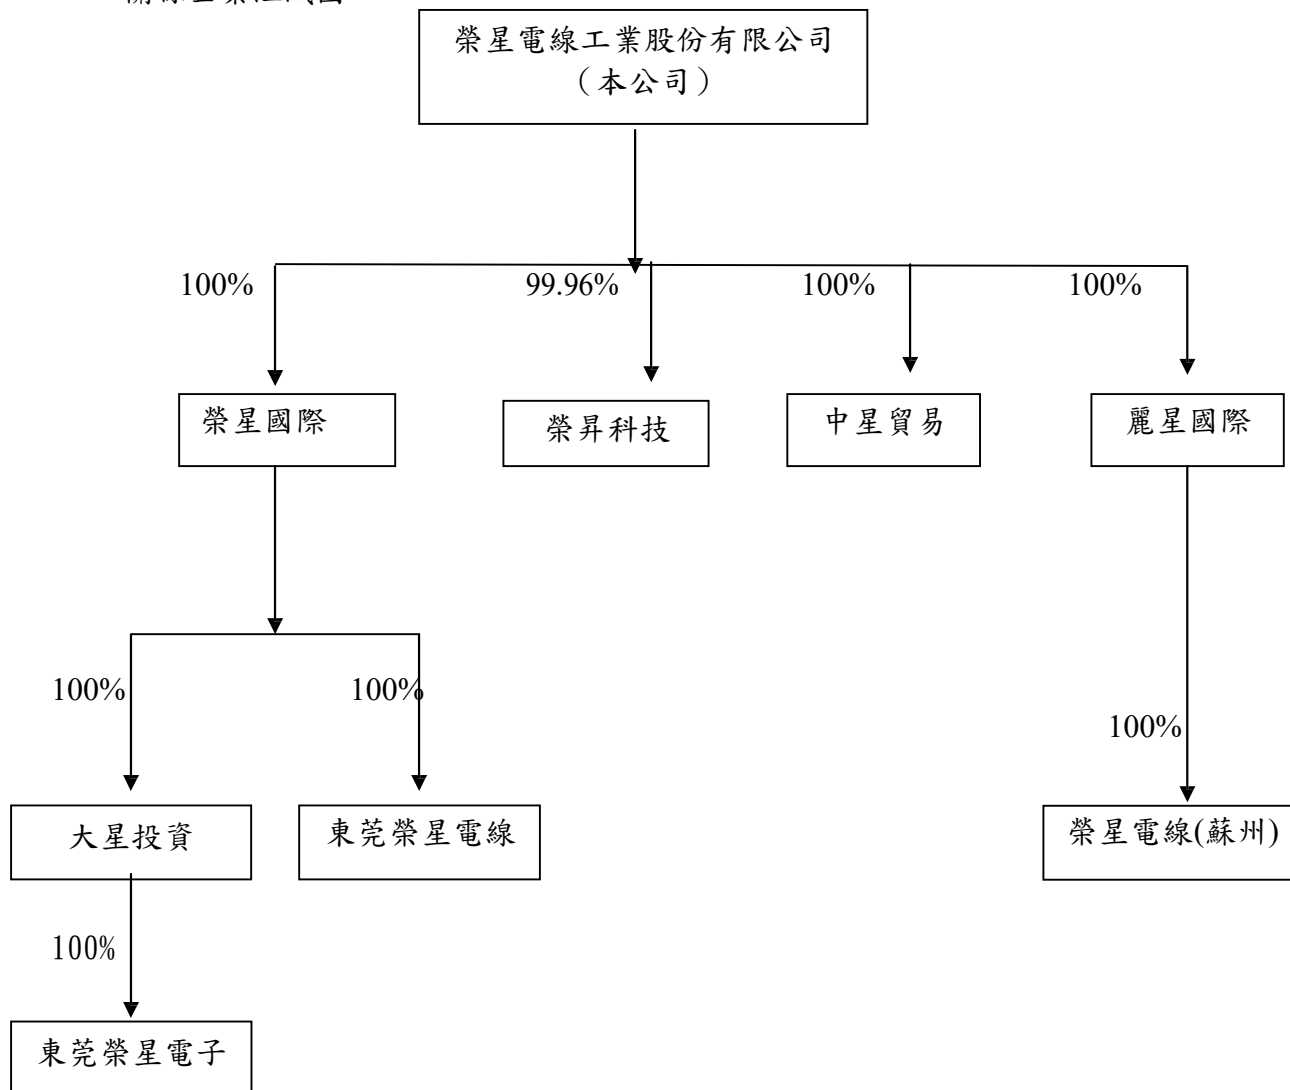 榮星電線工業股份有限公司
（本公司）
100%
99.96%
100%
100%
榮星國際
榮昇科技
中星貿易
麗星國際
100%
100%
100%
大星投資
東莞榮星電線
榮星電線(蘇州)
100%
東莞榮星電子